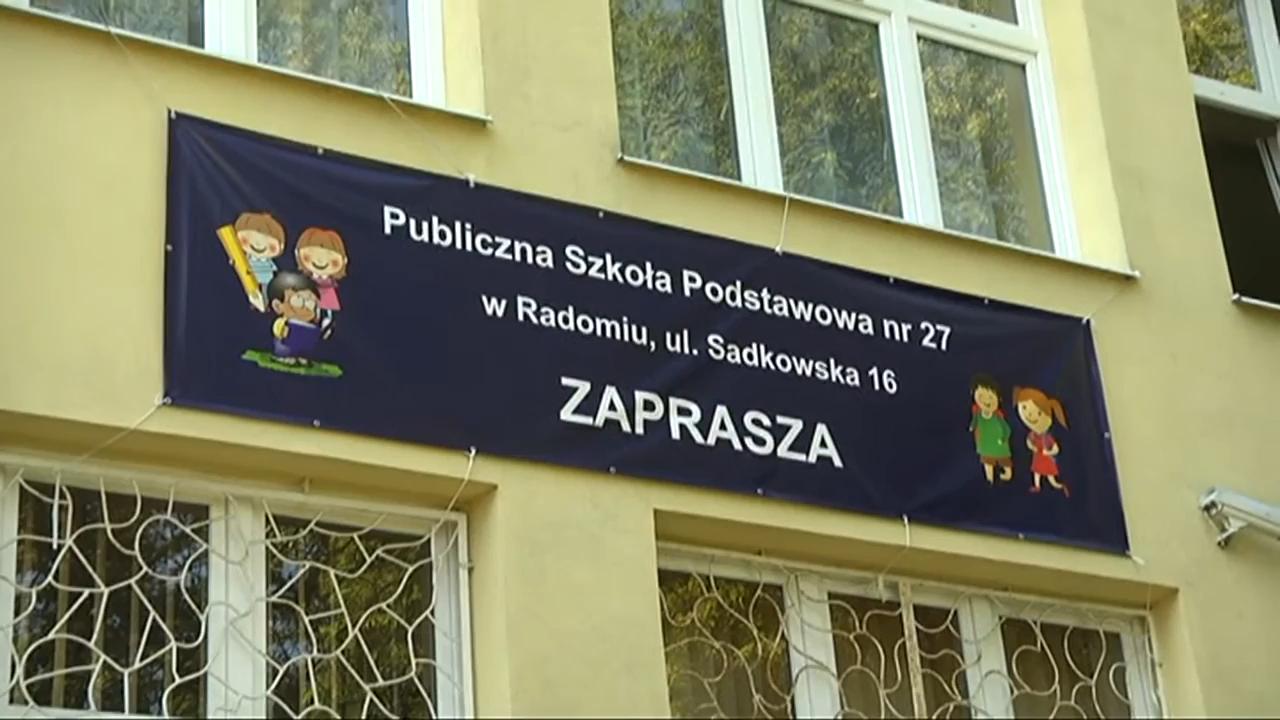 Publiczna Szkoła Podstawowa nr 27
w Radomiu, ul. Sadkowska 16
ZAPRASZA